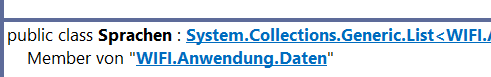 public class Sprachen : System.Collections.Generic.List<WIFI.
Member von "WIFI.Anwendung.Daten"